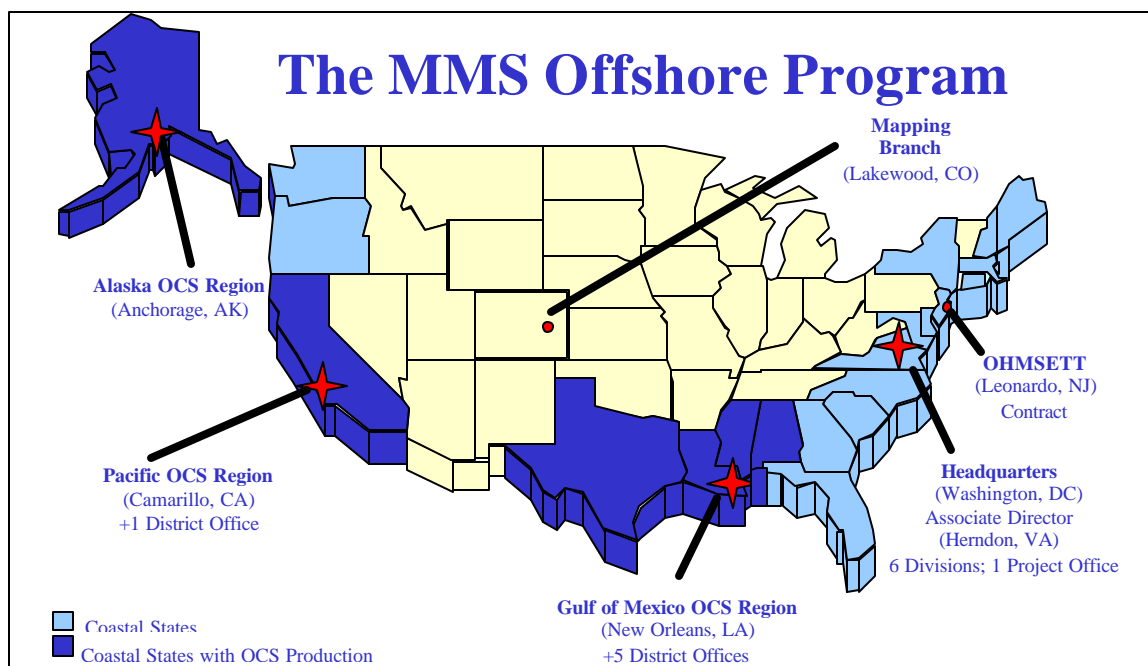 The MMS Offshore Program
Mapping
Branch
(Lakewood, CO)
Alaska OCS Region
(Anchorage, AK)
OHMSETT
(Leonardo, NJ)
Contract
Pacific OCS Region
(Camarillo, CA)
+1 District Office
Headquarters
(Washington, DC)
Associate Director
(Herndon, VA)
6 Divisions; 1 Project Office
Gulf of Mexico OCS Region
(New Orleans, LA)
+5 District Offices
Coastal States
Coastal States with OCS Production